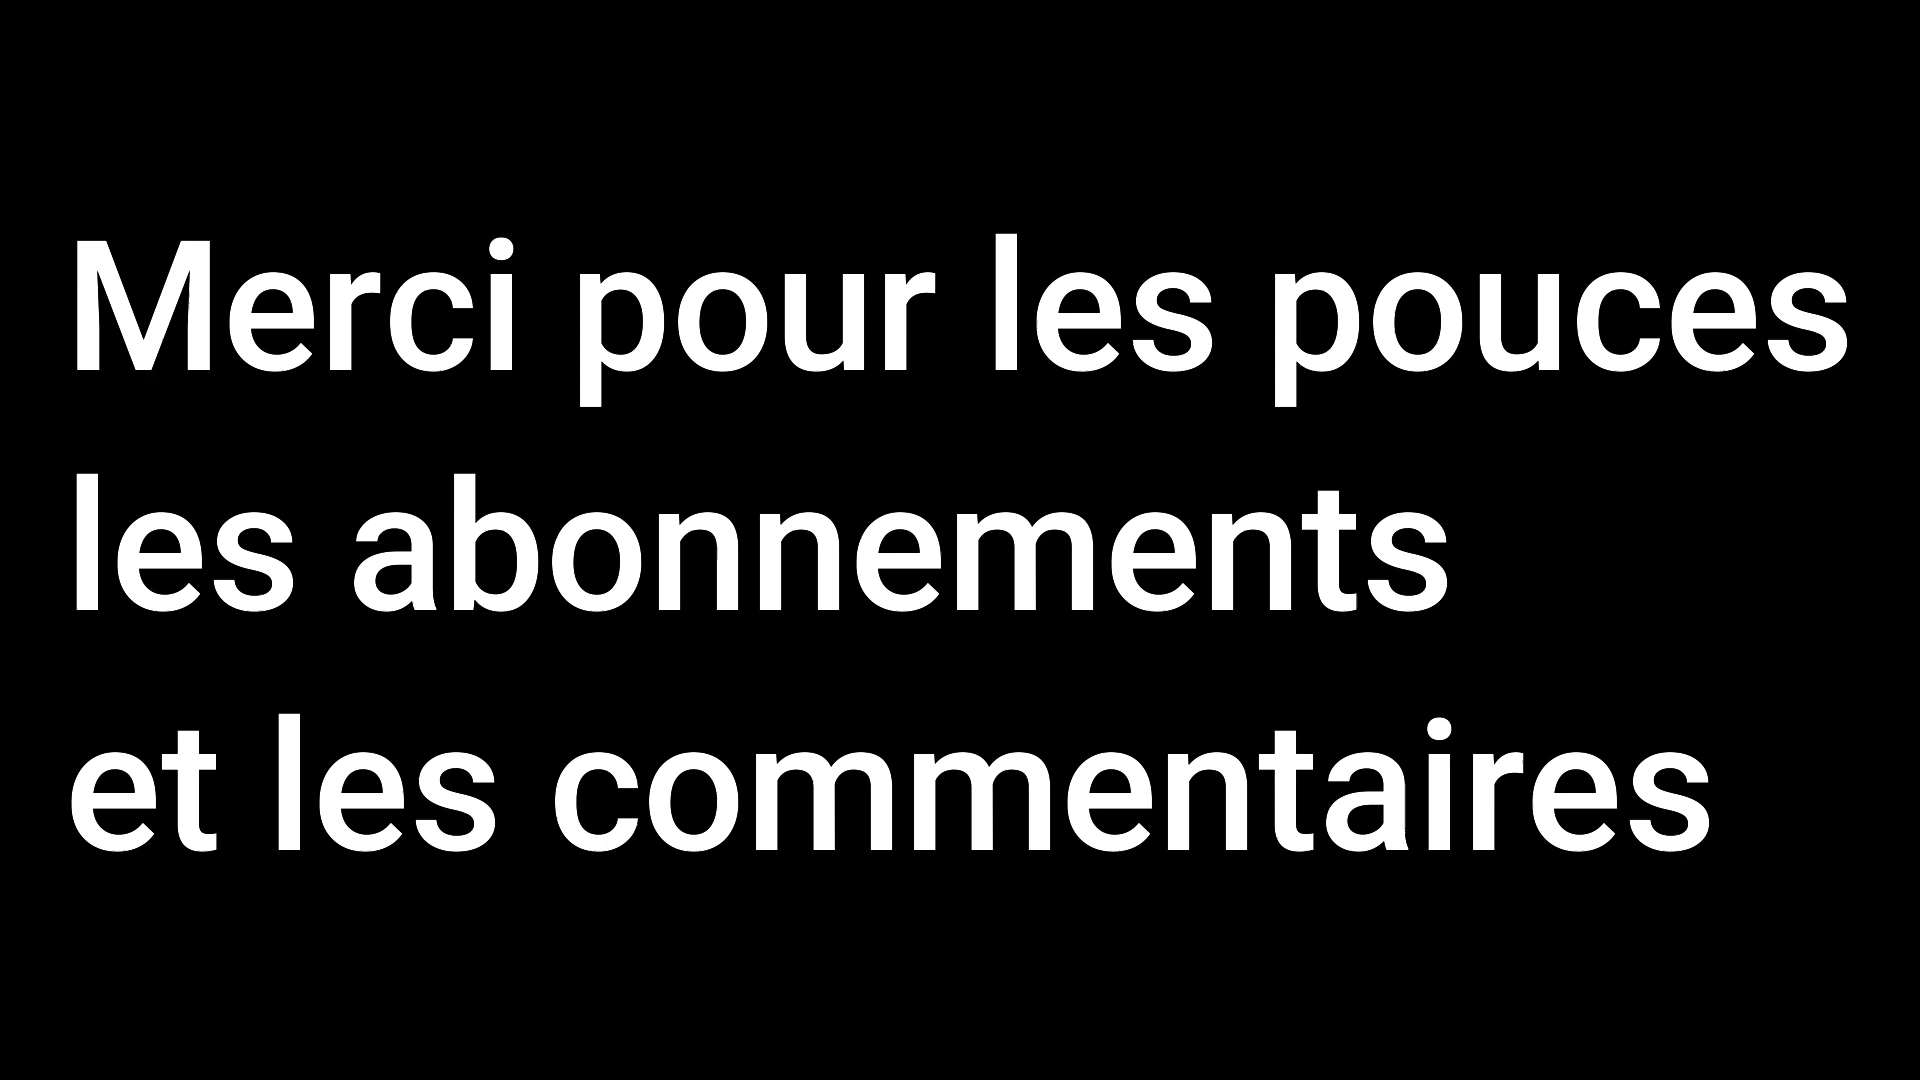 Merci pour les pouces
les abonnements
et les commentaires